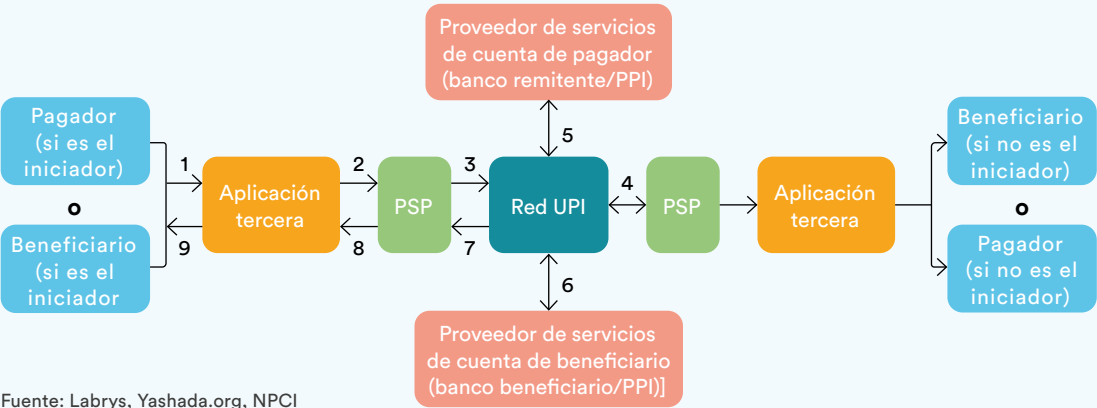 Proveedor de servicios
de cuenta de pagador
(banco remitente/PPI)
Pagador
(si es el
iniciador)
o
Beneficiario
(si es el
iniciador
1
9
Aplicación
tercera
2
8
PSP
3
7
5
Red UPI
6
4
PSP
Aplicación
tercera
Beneficiario
(si no es el
iniciador)
o
Pagador
(si no es el
iniciador)
Proveedor de servicios
de cuenta de beneficiario
(banco beneficiario/PPI)]
Fuente: Labrys, Yashada.org, NPCI